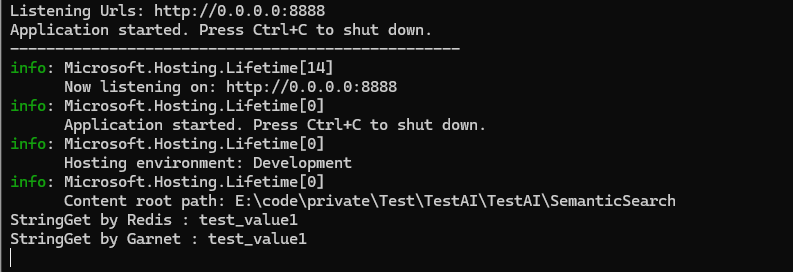 Listening Urls: http://0.0.0.0:8888
Application started. Press Ctrl+C to shut down.
--------------------------------------------------
info: Microsoft.Hosting.Lifetime[14]
      Now listening on: http://0.0.0.0:8888
info: Microsoft.Hosting.Lifetime[0]
      Application started. Press Ctrl+C to shut down.
info: Microsoft.Hosting.Lifetime[0]
      Hosting environment: Development
info: Microsoft.Hosting.Lifetime[0]
      Content root path: E:\code\private\Test\TestAI\TestAI\SemanticSearch
StringGet by Redis : test_value1
StringGet by Garnet : test_value1